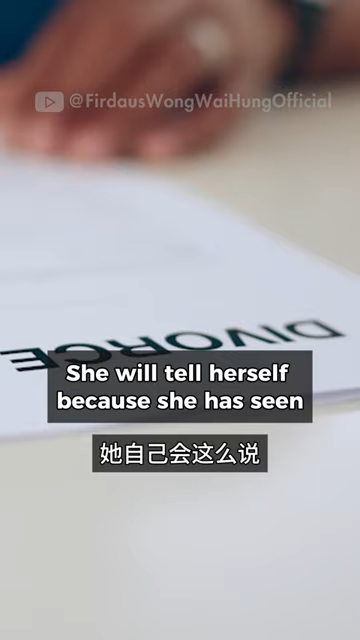 @FirdausWongWaiHungOfficial
DIVORCE
She will tell herself
because she has seen
她自己会这么说